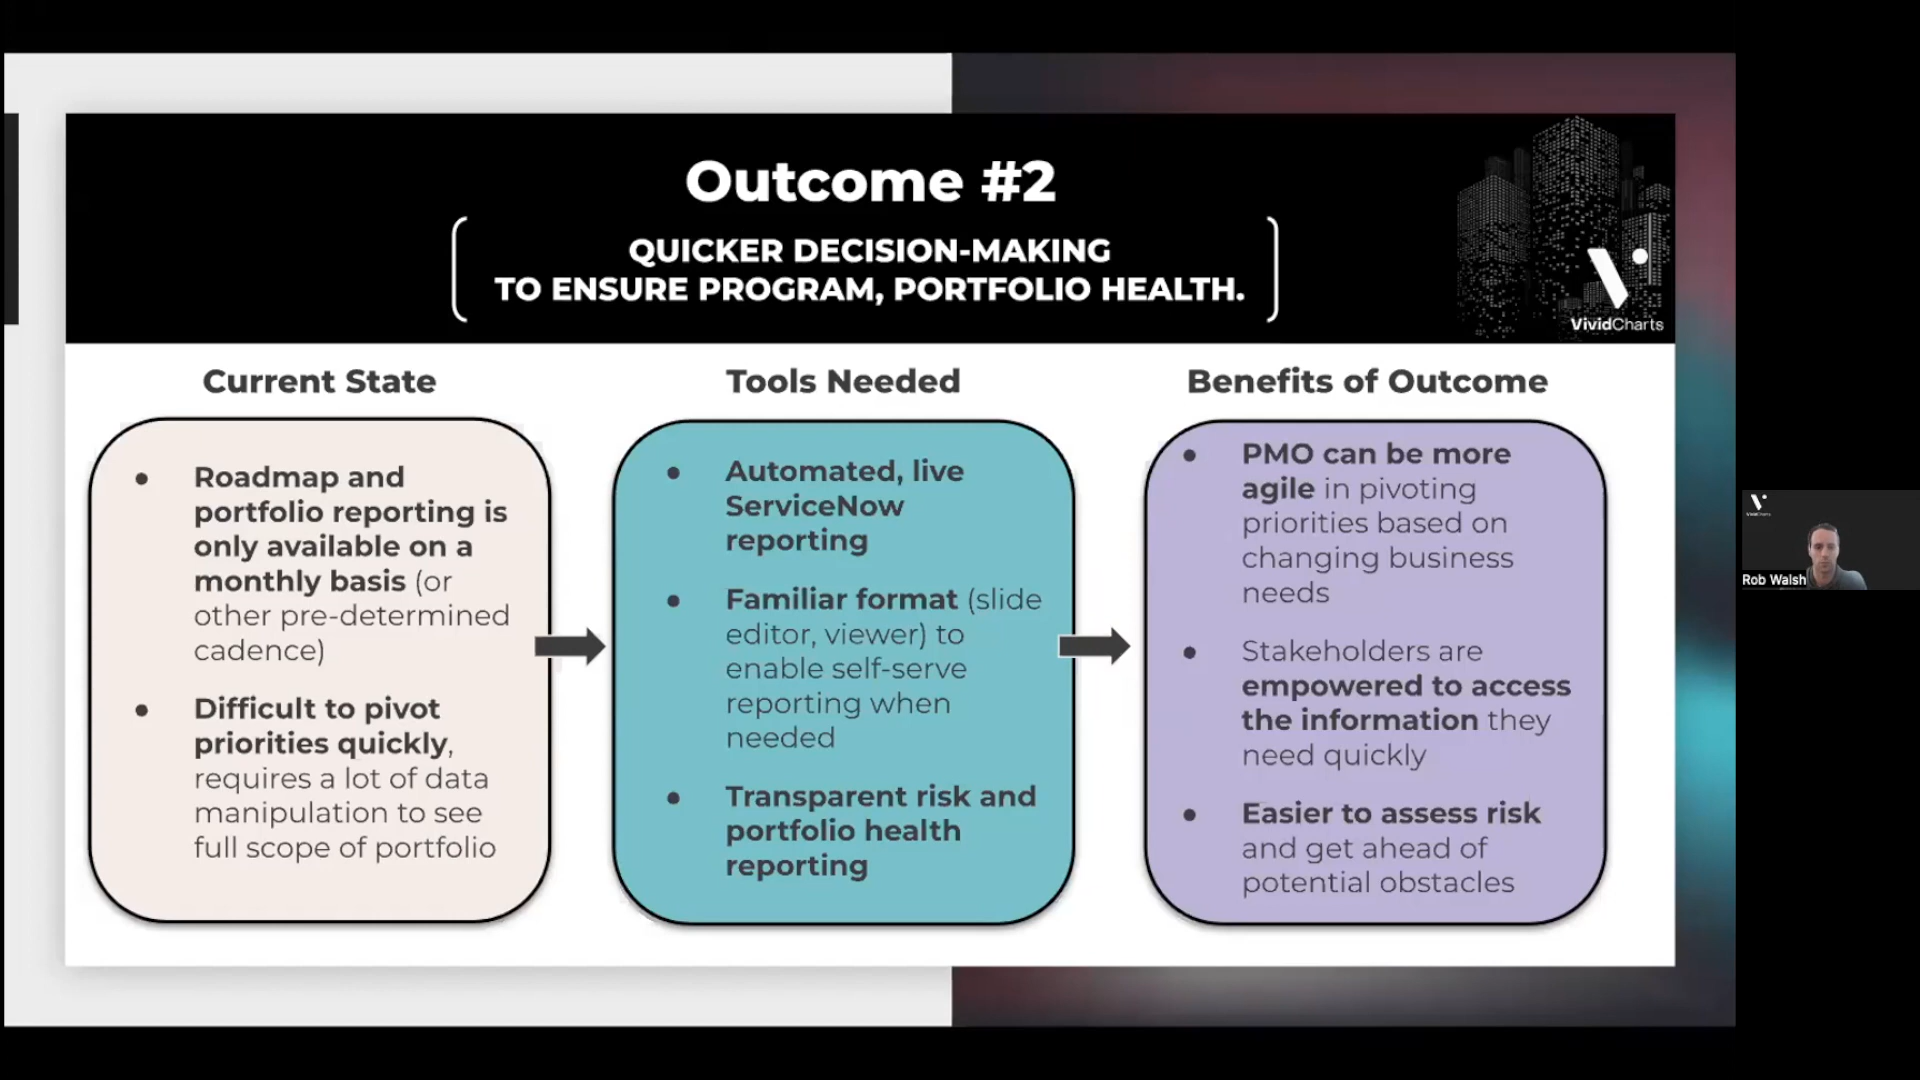 Outcome #2
QUICKER DECISION-MAKING
TO ENSURE PROGRAM, PORTFOLIO HEALTH.
VividCharts
Current State
Roadmap and
portfolio reporting is
only available on a
monthly basis (or
other pre-determined
cadence)
Difficult to pivot
priorities quickly,
requires a lot of data
manipulation to see
full scope of portfolio
Tools Needed
Automated, live
ServiceNow
reporting
Familiar format (slide
editor, viewer) to
enable self-serve
reporting when
needed
Transparent risk and
portfolio health
reporting
Benefits of Outcome
PMO can be more
agile in pivoting
priorities based on
changing business
needs
Stakeholders are
empowered to access
the information they
need quickly
Easier to assess risk
and get ahead of
potential obstacles
Rob Walsh